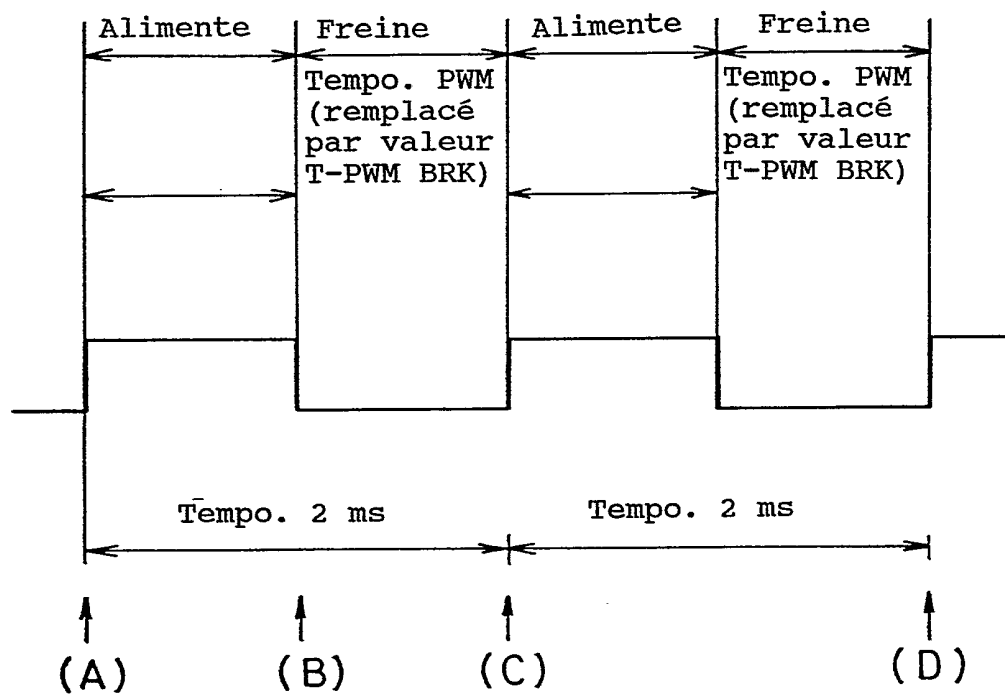 Alimente
Freine
Alimente
Freine
Tempo. PWM
(remplacé
par valeur
T-PWM BRK)
Tempo. PWM
(remplacé
par valeur
T-PWM BRK)
Tempo. 2 ms
Tempo. 2 ms
(A)
(B)
(C)
(D)